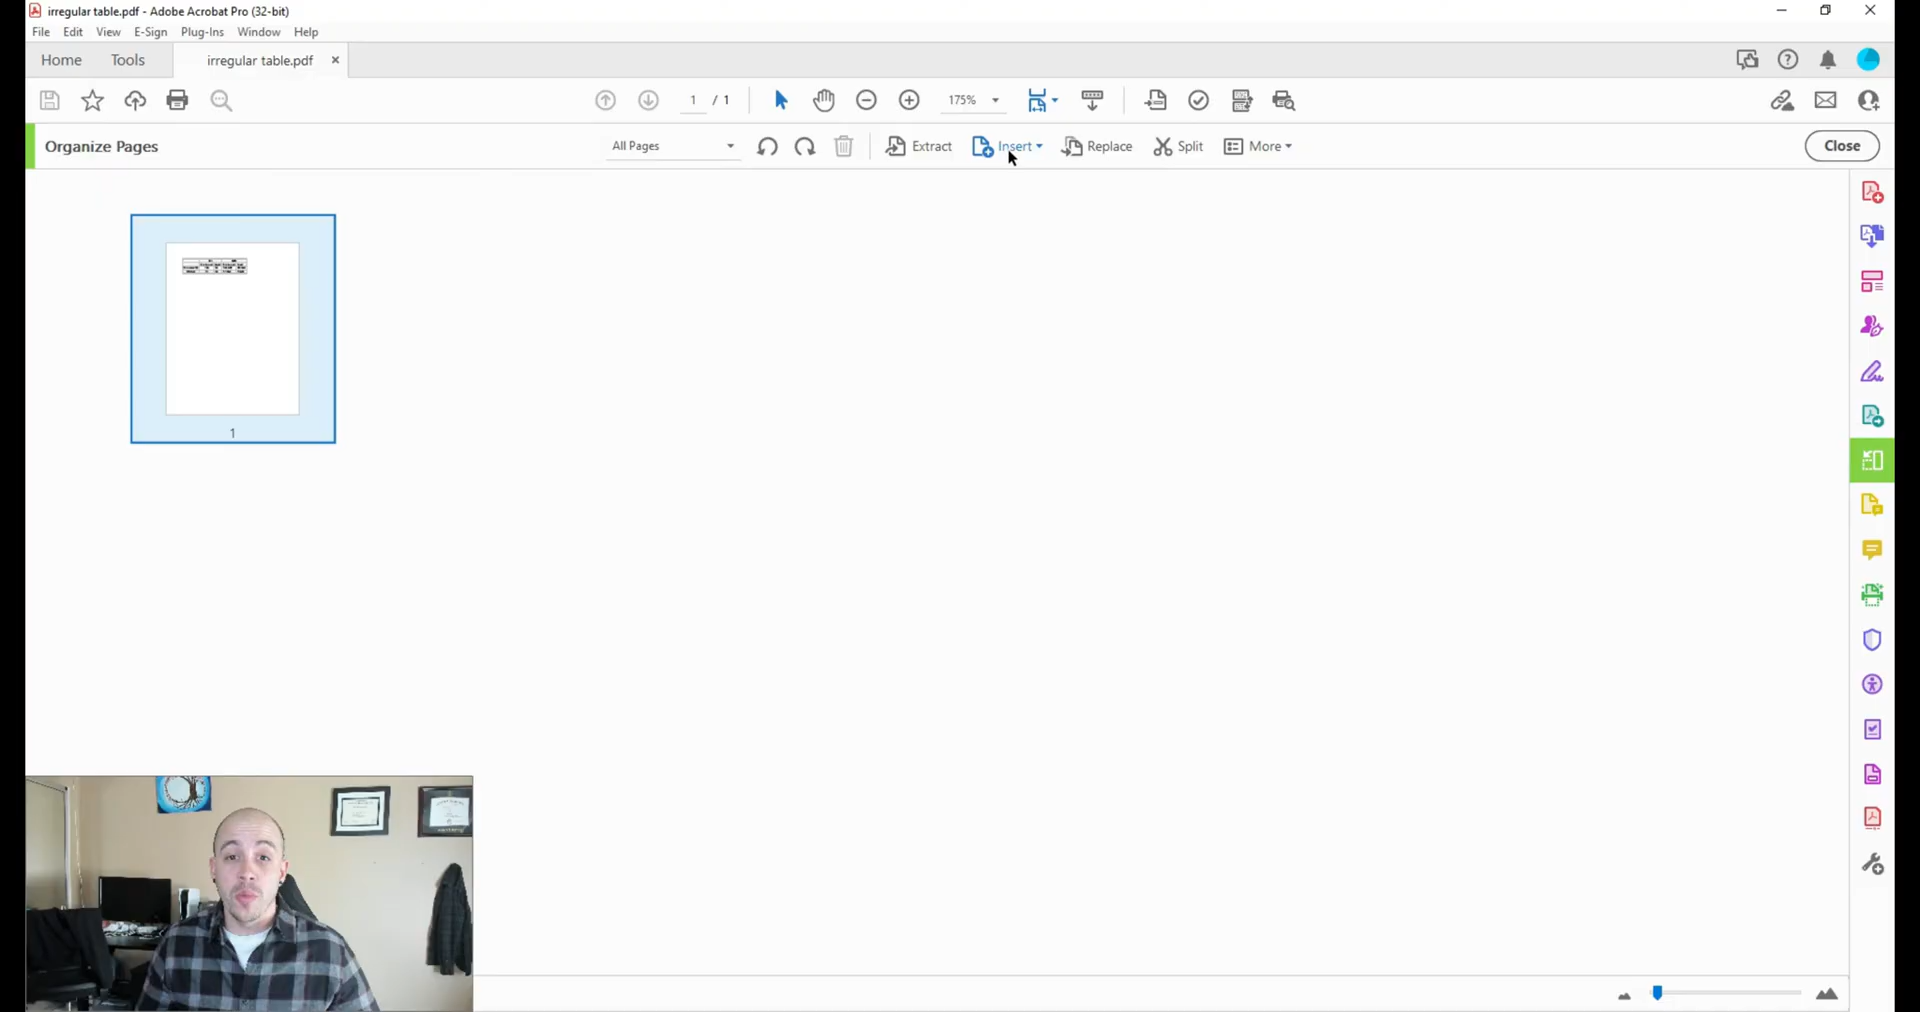 irregular table.pdf - Adobe Acrobat Pro (32-bit)
File Edit View E-Sign Plug-Ins Window Help
Home Tools irregular table.pdf
1 / 1 175%
Organize Pages All Pages Extract Insert Replace Split More Close
1